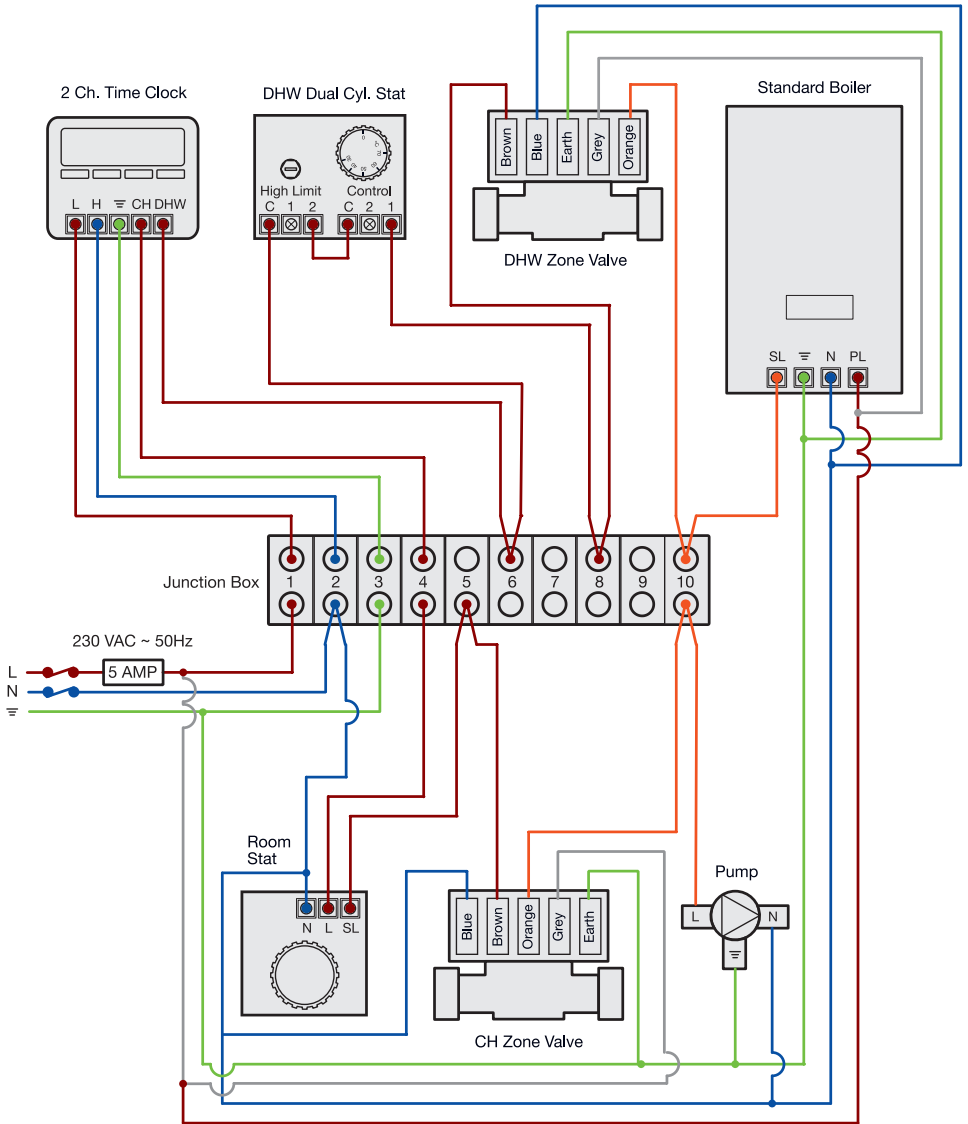 2 Ch. Time Clock
DHW Dual Cyl. Stat
Standard Boiler
Brown
Blue
Earth
Grey
Orange
High Limit Control
L H CH DHW
C 1 2 C 2 1
DHW Zone Valve
SL N PL
Junction Box
1 2 3 4 5 6 7 8 9 10
230 VAC ~ 50Hz
L
5 AMP
N
Room
Stat
N L SL
Blue
Brown
Orange
Grey
Earth
Pump
L N
CH Zone Valve